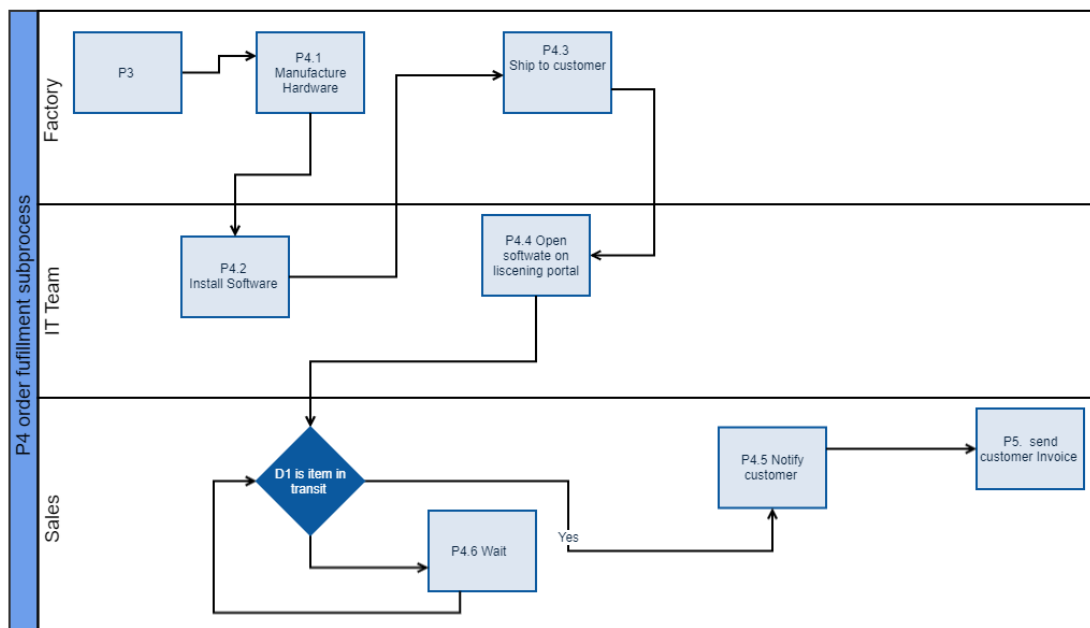 P4 order fufillment subprocess
Factory
P3
P4.1
Manufacture
Hardware
P4.3
Ship to customer
IT Team
P4.2
Install Software
P4.4 Open
softwate on
liscening portal
Sales
D1 is item in
transit
Yes
P4.6 Wait
P4.5 Notify
customer
P5. send
customer Invoice